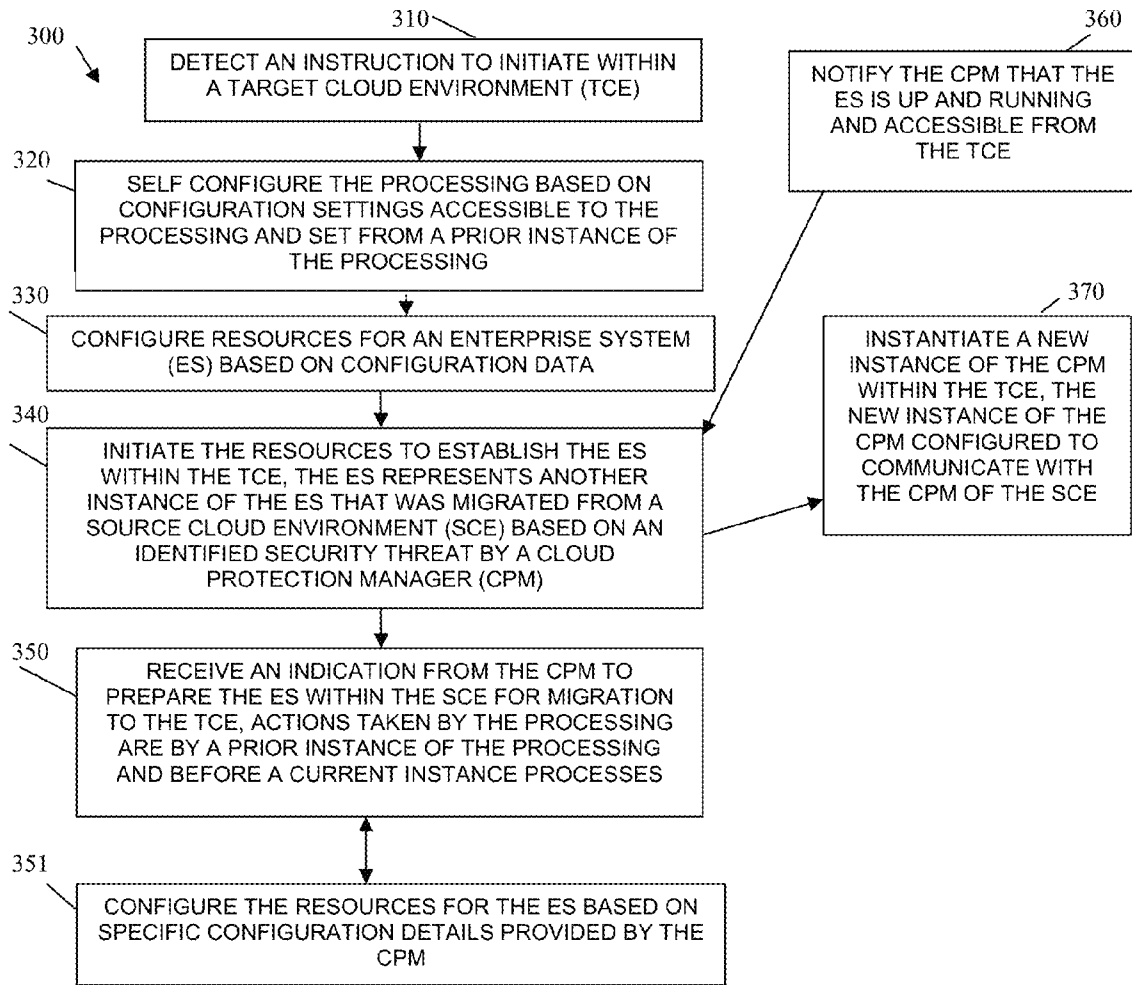 300
310
DETECT AN INSTRUCTION TO INITIATE WITHIN
A TARGET CLOUD ENVIRONMENT (TCE)
320
SELF CONFIGURE THE PROCESSING BASED ON
CONFIGURATION SETTINGS ACCESSIBLE TO THE
PROCESSING AND SET FROM A PRIOR INSTANCE OF
THE PROCESSING
330
CONFIGURE RESOURCES FOR AN ENTERPRISE SYSTEM
(ES) BASED ON CONFIGURATION DATA
340
INITIATE THE RESOURCES TO ESTABLISH THE ES
WITHIN THE TCE, THE ES REPRESENTS ANOTHER
INSTANCE OF THE ES THAT WAS MIGRATED FROM A
SOURCE CLOUD ENVIRONMENT (SCE) BASED ON AN
IDENTIFIED SECURITY THREAT BY A CLOUD
PROTECTION MANAGER (CPM)
350
RECEIVE AN INDICATION FROM THE CPM TO
PREPARE THE ES WITHIN THE SCE FOR MIGRATION
TO THE TCE, ACTIONS TAKEN BY THE PROCESSING
ARE BY A PRIOR INSTANCE OF THE PROCESSING
AND BEFORE A CURRENT INSTANCE PROCESSES
351
CONFIGURE THE RESOURCES FOR THE ES BASED ON
SPECIFIC CONFIGURATION DETAILS PROVIDED BY THE
CPM
360
NOTIFY THE CPM THAT THE
ES IS UP AND RUNNING
AND ACCESSIBLE FROM
THE TCE
370
INSTANTIATE A NEW
INSTANCE OF THE CPM
WITHIN THE TCE, THE
NEW INSTANCE OF THE
CPM CONFIGURED TO
COMMUNICATE WITH
THE CPM OF THE SCE